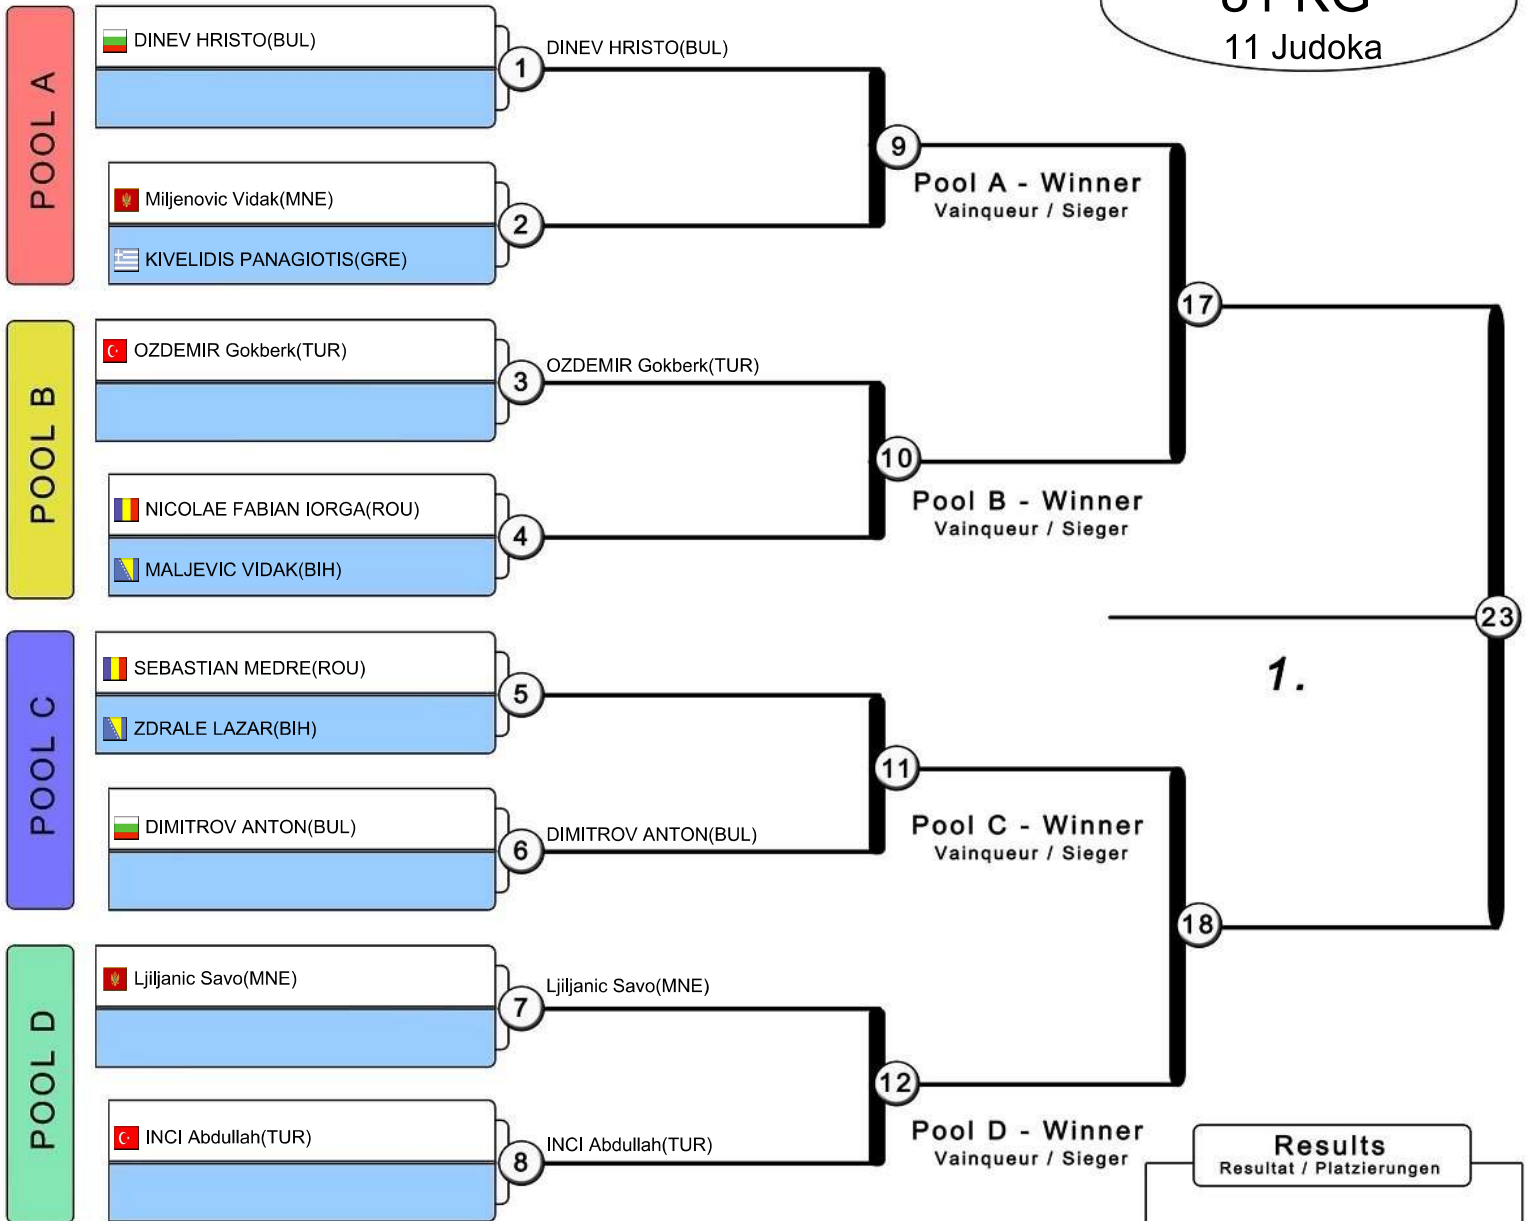 11 Judoka
POOL A
DINEV HRISTO(BUL)
1
DINEV HRISTO(BUL)
Miljenovic Vidak(MNE)
KIVELIDIS PANAGIOTIS(GRE)
2
9
Pool A - Winner
Vainqueur / Sieger
POOL B
OZDEMIR Gokberk(TUR)
3
OZDEMIR Gokberk(TUR)
NICOLAE FABIAN IORGA(ROU)
MALJEVIC VIDAK(BIH)
4
10
Pool B - Winner
Vainqueur / Sieger
17
POOL C
SEBASTIAN MEDRE(ROU)
ZDRALE LAZAR(BIH)
5
DIMITROV ANTON(BUL)
6
DIMITROV ANTON(BUL)
11
Pool C - Winner
Vainqueur / Sieger
23
1.
POOL D
Ljiljanic Savo(MNE)
7
Ljiljanic Savo(MNE)
INCI Abdullah(TUR)
8
INCI Abdullah(TUR)
12
Pool D - Winner
Vainqueur / Sieger
18
Results
Resultat / Platzierungen